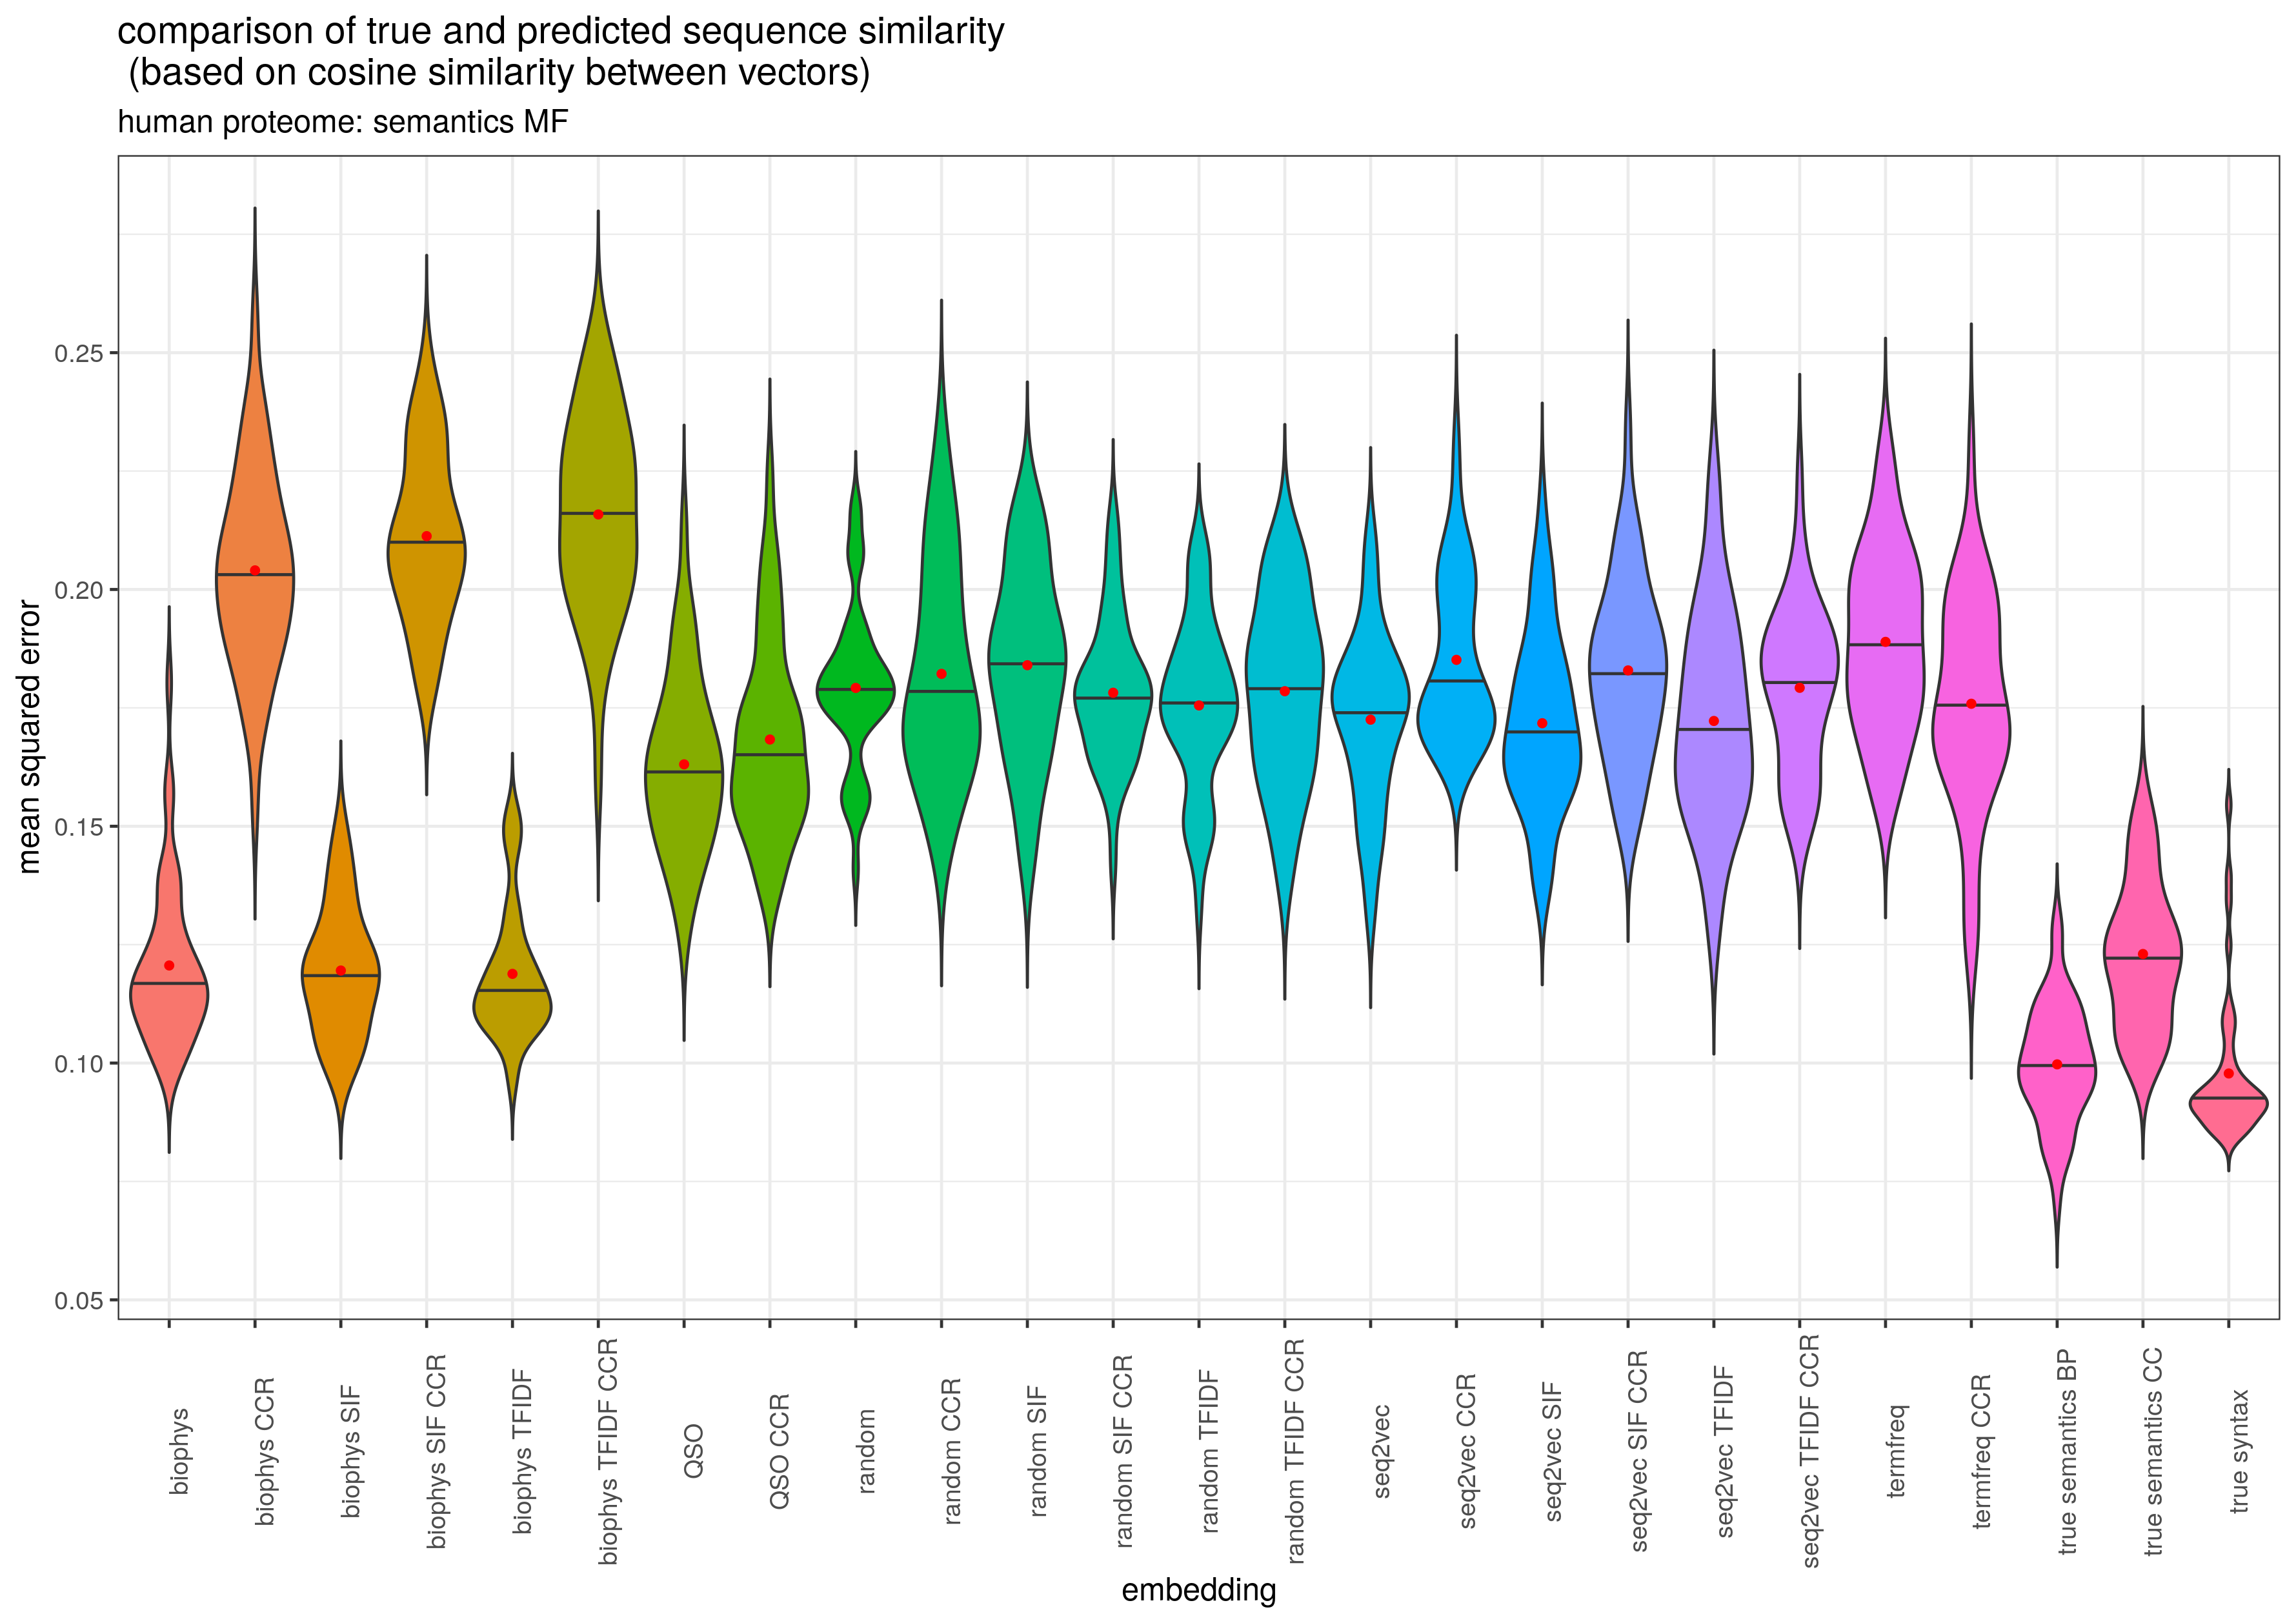 comparison of true and predicted sequence similarity
(based on cosine similarity between vectors)
human proteome: semantics MF
mean squared error
0.25
0.20
0.15
0.10
0.05
biophys
biophys CCR
biophys SIF
biophys SIF CCR
biophys TFIDF
biophys TFIDF CCR
QSO
QSO CCR
random
random CCR
random SIF
random SIF CCR
random TFIDF
random TFIDF CCR
seq2vec
seq2vec CCR
seq2vec SIF
seq2vec SIF CCR
seq2vec TFIDF
seq2vec TFIDF CCR
termfreq
termfreq CCR
true semantics BP
true semantics CC
true syntax
embedding